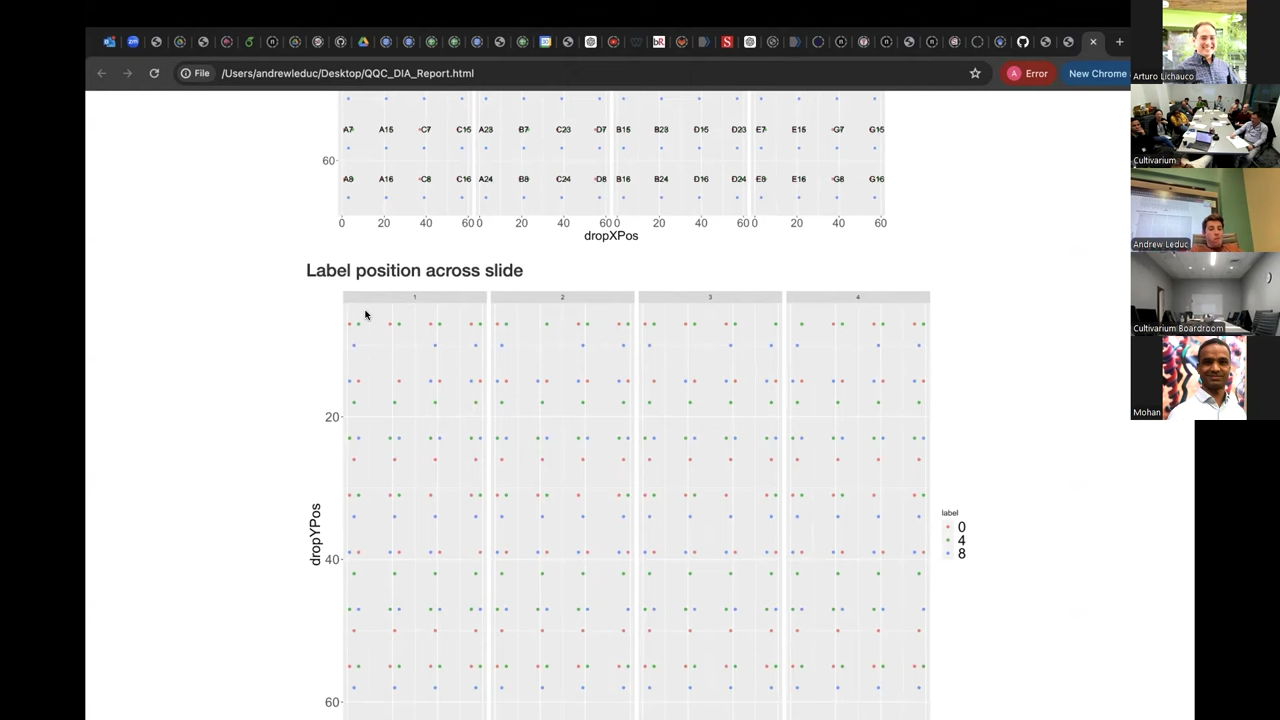 File /Users/andrewleduc/Desktop/QQC_DIA_Report.html A Error New Chrome
A7 A15 C7 C15 A23 B7 C23 D7 B15 B23 D15 D23 E7 E15 G7 G15
60
A8 A16 C8 C16 A24 B8 C24 D8 B16 B24 D16 D24 E8 E16 G8 G16
0 20 40 60 0 20 40 60 0 20 40 60 0 20 40 60
dropXPos
Label position across slide
1 2 3 4
20
40
60
dropYPos
label
0
4
8
Arturo Lichauco
Cultivarium
Andrew Leduc
Cultivarium Boardroom
Mohan